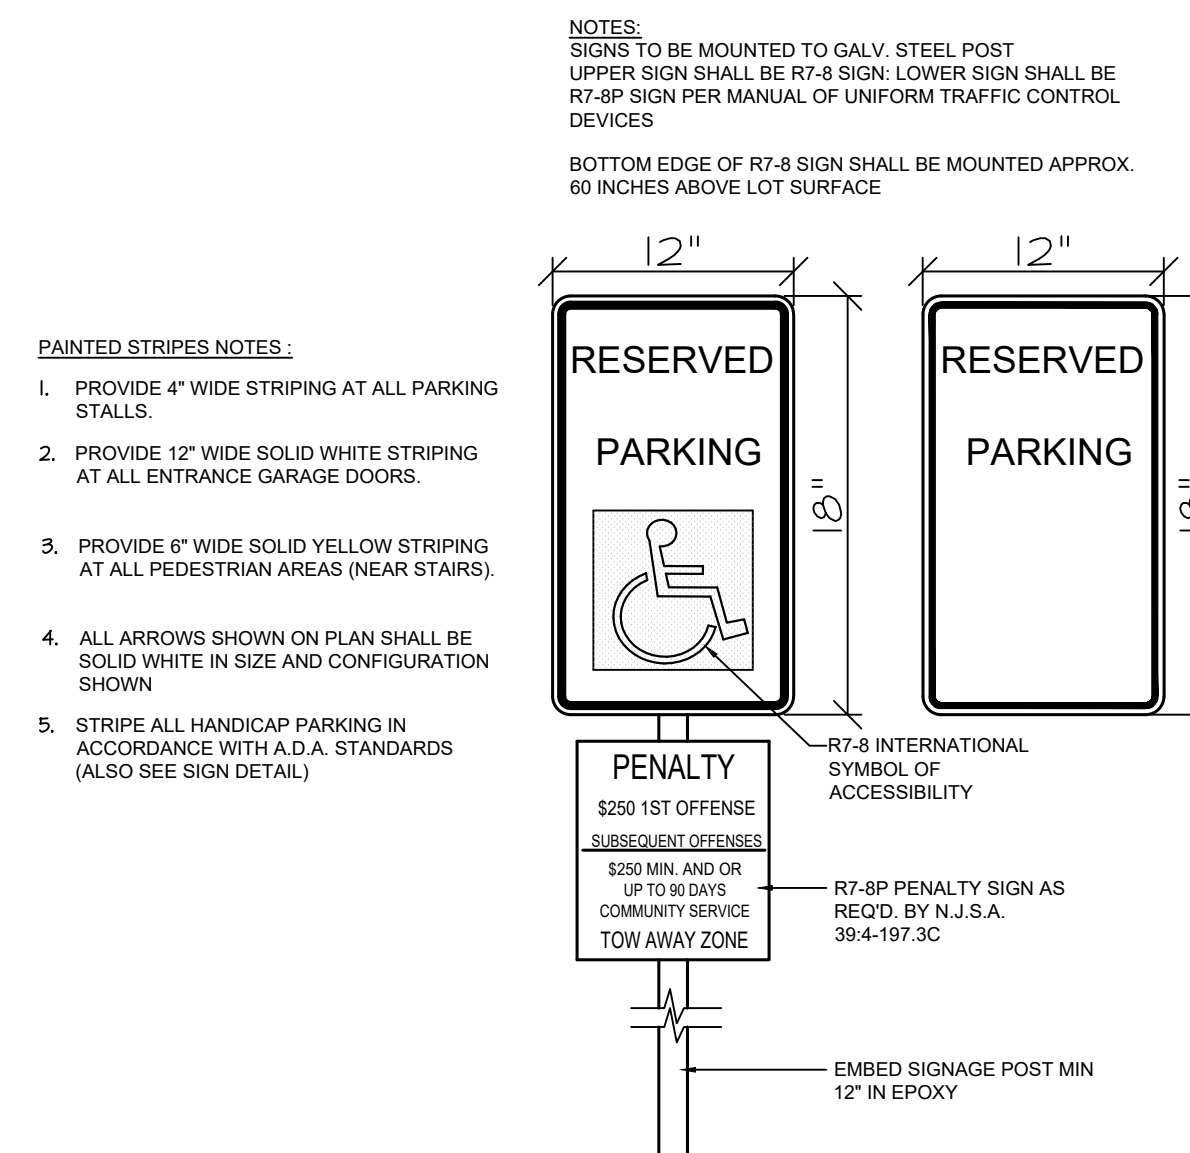 NOTES:
SIGNS TO BE MOUNTED TO GALV. STEEL POST
UPPER SIGN SHALL BE R7-8 SIGN: LOWER SIGN SHALL BE
R7-8P SIGN PER MANUAL OF UNIFORM TRAFFIC CONTROL
DEVICES
BOTTOM EDGE OF R7-8 SIGN SHALL BE MOUNTED APPROX.
60 INCHES ABOVE LOT SURFACE
PAINTED STRIPES NOTES :
1. PROVIDE 4" WIDE STRIPING AT ALL PARKING
STALLS.
2. PROVIDE 12" WIDE SOLID WHITE STRIPING
AT ALL ENTRANCE GARAGE DOORS.
3. PROVIDE 6" WIDE SOLID YELLOW STRIPING
AT ALL PEDESTRIAN AREAS (NEAR STAIRS).
4. ALL ARROWS SHOWN ON PLAN SHALL BE
SOLID WHITE IN SIZE AND CONFIGURATION
SHOWN
5. STRIPE ALL HANDICAP PARKING IN
ACCORDANCE WITH A.D.A. STANDARDS
(ALSO SEE SIGN DETAIL)
12"
RESERVED
PARKING
18"
R7-8 INTERNATIONAL
SYMBOL OF
ACCESSIBILITY
PENALTY
$250 1ST OFFENSE
SUBSEQUENT OFFENSES
$250 MIN. AND OR
UP TO 90 DAYS
COMMUNITY SERVICE
TOW AWAY ZONE
R7-8P PENALTY SIGN AS
REQ'D. BY N.J.S.A.
39:4-197.3C
EMBED SIGNAGE POST MIN
12" IN EPOXY
12"
RESERVED
PARKING